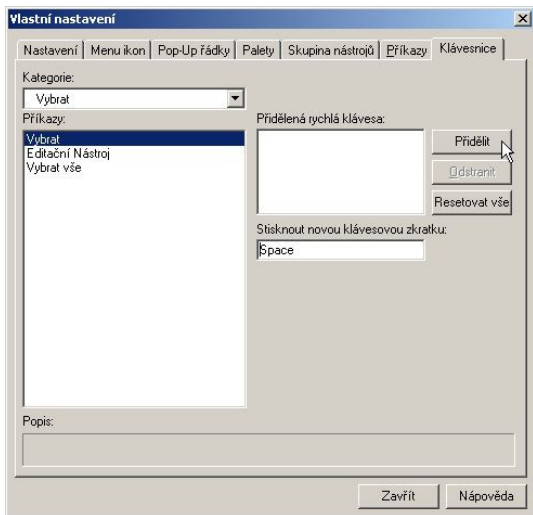 Vlastní nastavení
Nastavení Menu ikon Pop-Up řádky Palety Skupina nástrojů Příkazy Klávesnice
Kategorie:
Vybrat
Příkazy:
Přidělená rychlá klávesa:
Vybrat
Editační Nástroj
Vybrat vše
Přidělit
Odstranit
Resetovat vše
Stisknout novou klávesovou zkratku:
Space
Popis:
Zavřít
Nápověda